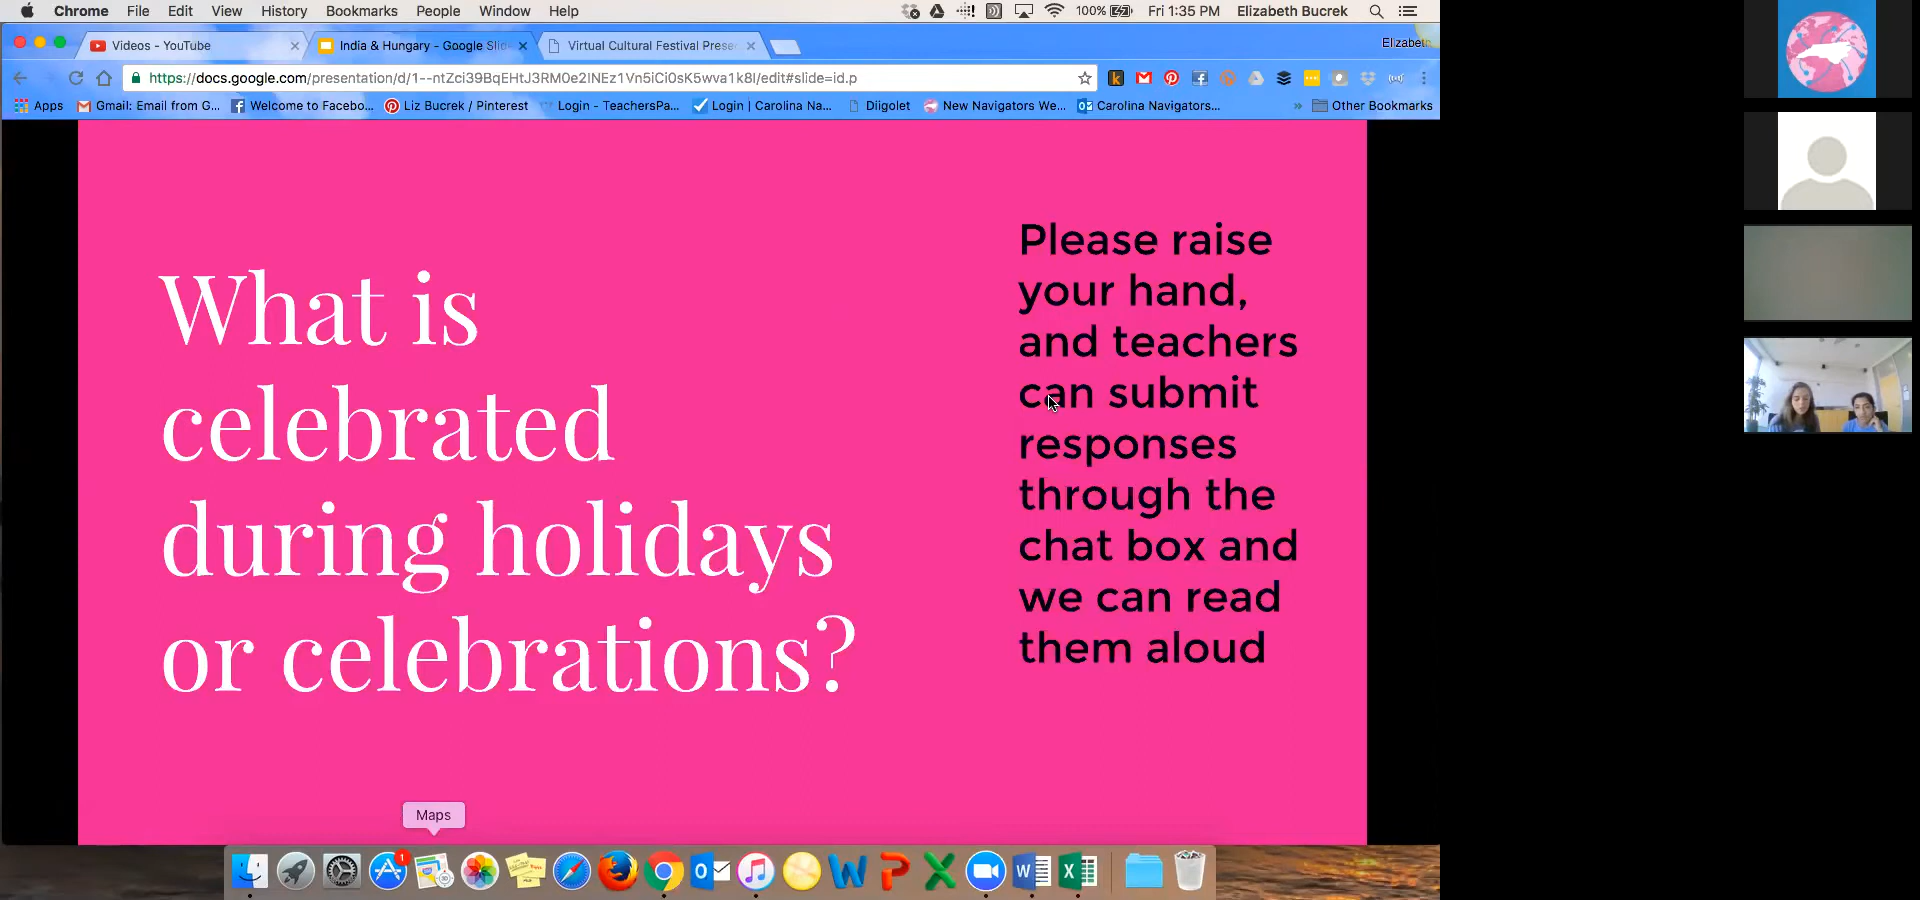 Chrome File Edit View History Bookmarks People Window Help 100% Fri 1:35 PM Elizabeth Bucrek
Videos - YouTube India & Hungary - Google Slid Virtual Cultural Festival Prese Elizabeth
https://docs.google.com/presentation/d/1--ntZci39BqEHtJ3RM0e2lNEz1Vn5iCi0sK5wva1k8I/edit#slide=id.p
Apps Gmail: Email from G... Welcome to Facebo... Liz Bucrek / Pinterest Login - TeachersPa... Login | Carolina Na... Diigolet New Navigators We... Carolina Navigators... » Other Bookmarks
What is
celebrated
during holidays
or celebrations?
Please raise
your hand,
and teachers
can submit
responses
through the
chat box and
we can read
them aloud
Maps
1